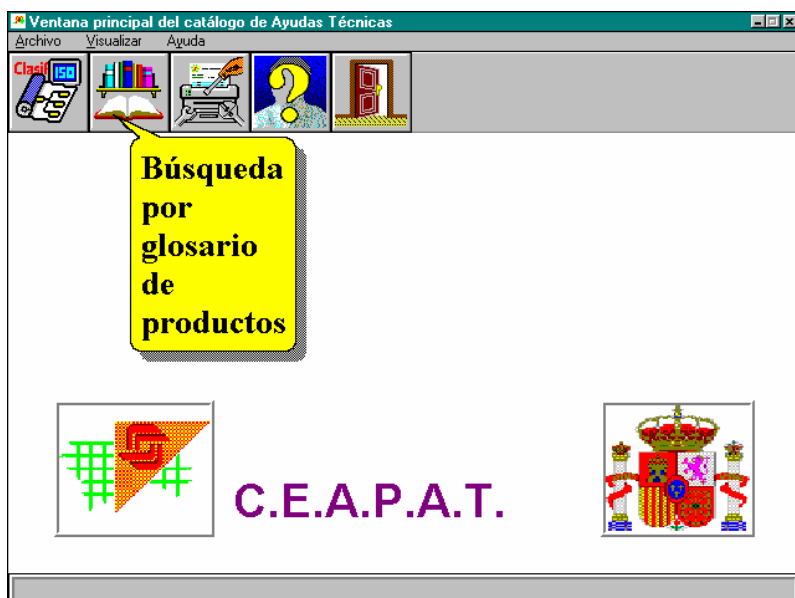 Ventana principal del catálogo de Ayudas Técnicas
Archivo Visualizar Ayuda
Clasif ISO
Búsqueda
por
glosario
de
productos
C.E.A.P.A.T.